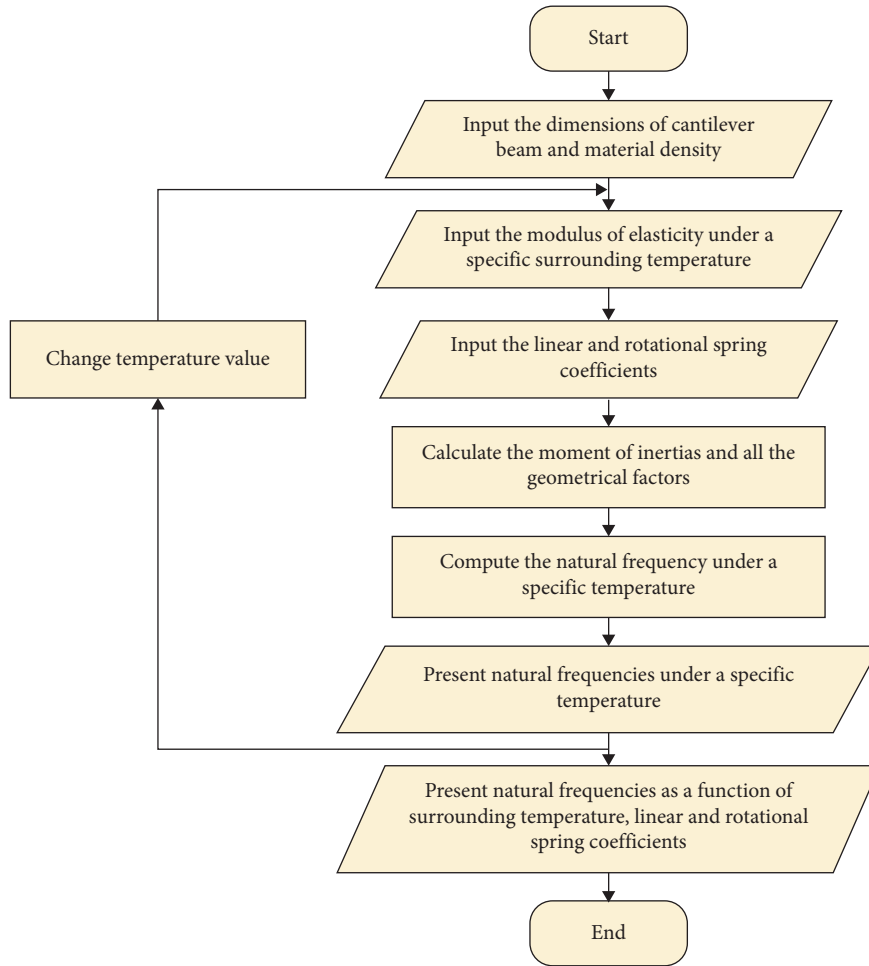 Start
Input the dimensions of cantilever
beam and material density
Input the modulus of elasticity under a
specific surrounding temperature
Change temperature value
Input the linear and rotational spring
coefficients
Calculate the moment of inertias and all the
geometrical factors
Compute the natural frequency under a
specific temperature
Present natural frequencies under a specific
temperature
Present natural frequencies as a function of
surrounding temperature, linear and rotational
spring coefficients
End